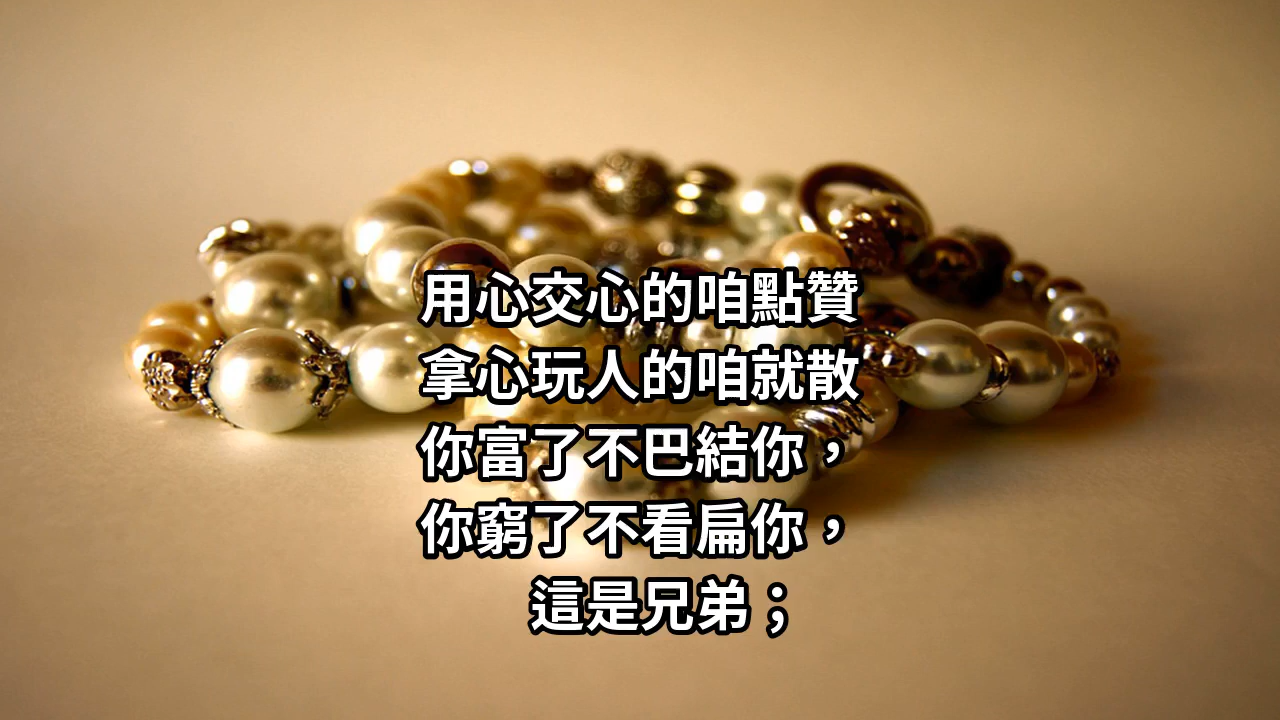 用心交心的咱點贊
拿心玩人的咱就散
你富了不巴結你，
你窮了不看扁你，
這是兄弟；